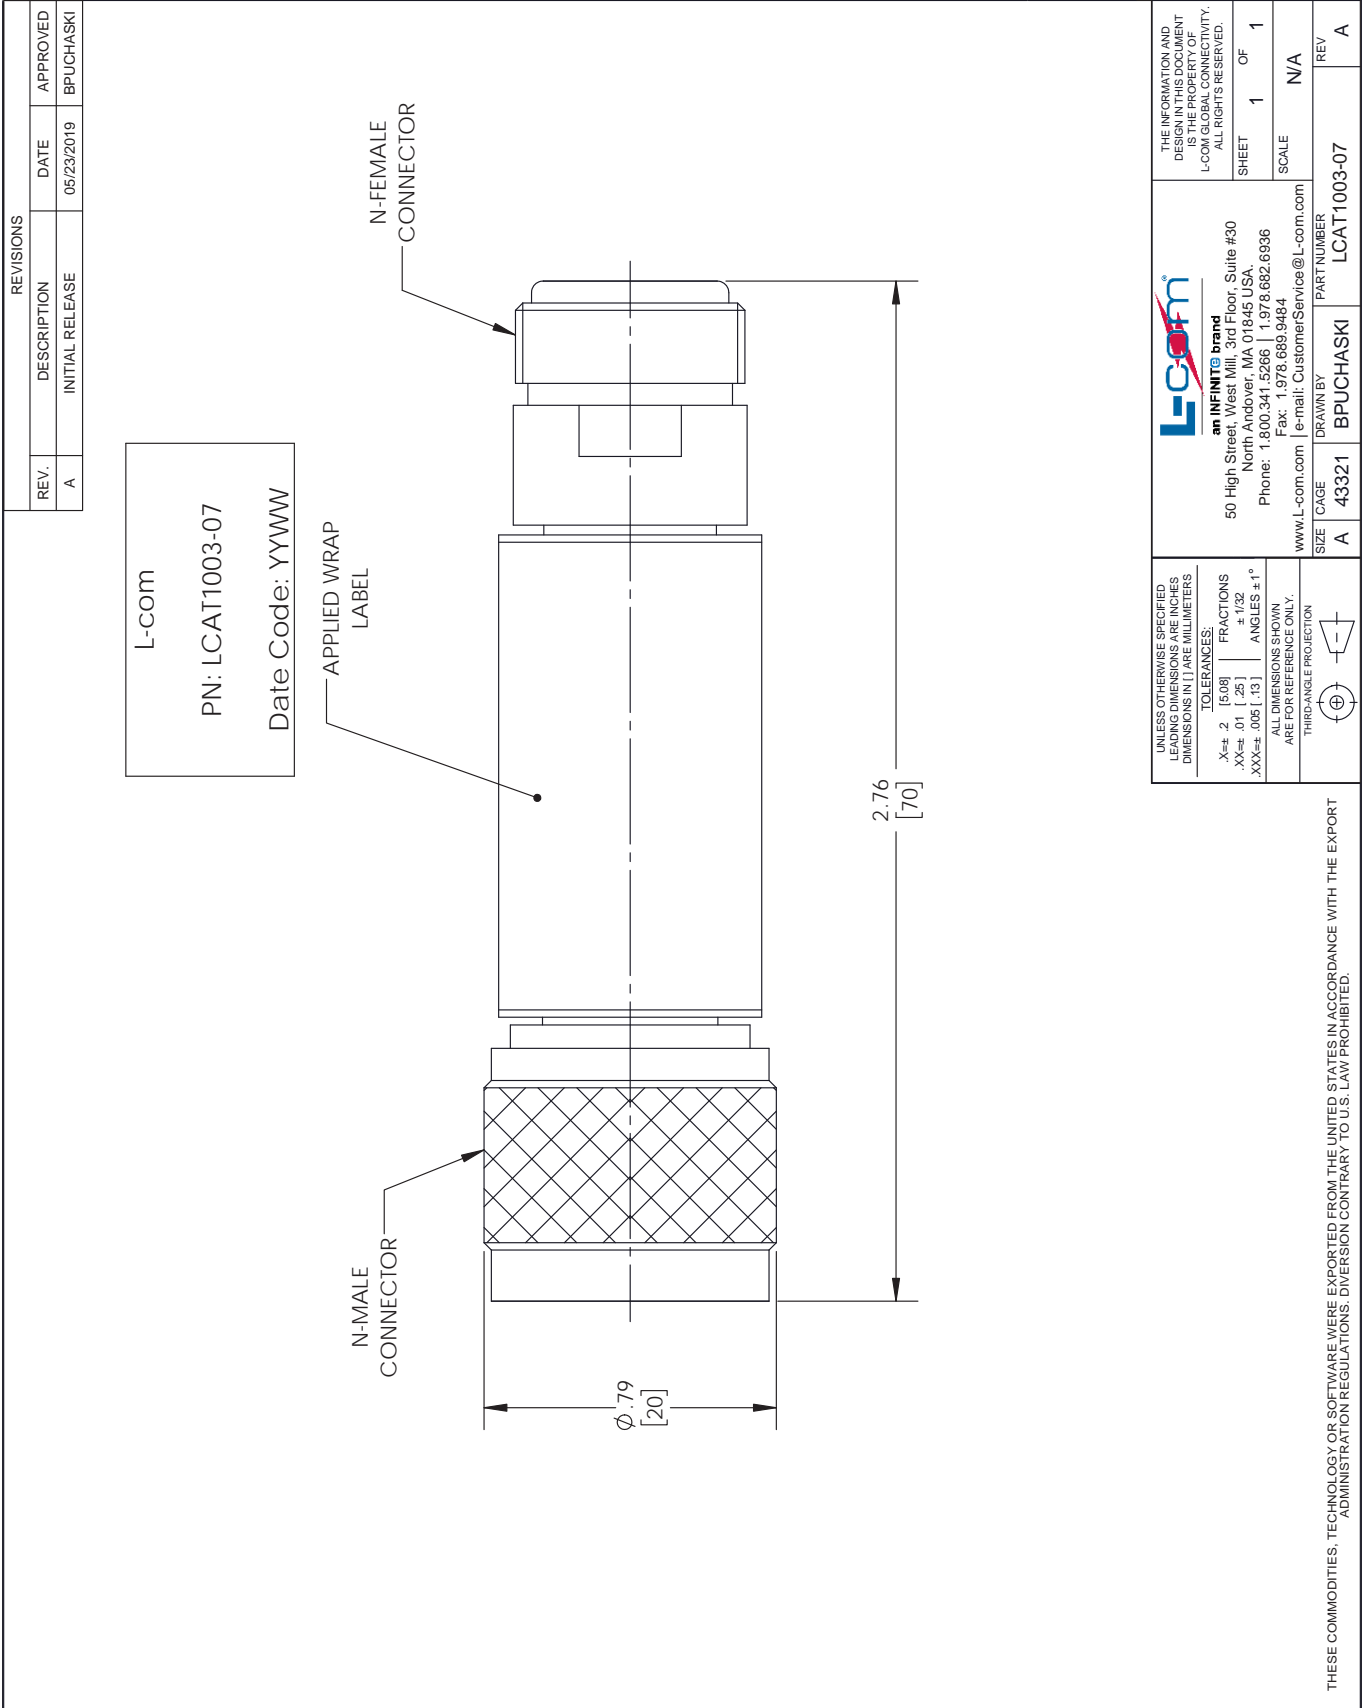 REVISIONS
REV. DESCRIPTION DATE APPROVED
A INITIAL RELEASE 05/23/2019 BPUCHASKI
L-com
PN: LCAT1003-07
Date Code: YYWW
APPLIED WRAP
LABEL
N-MALE
CONNECTOR
N-FEMALE
CONNECTOR
⌀.79
[20]
2.76
[70]
UNLESS OTHERWISE SPECIFIED
LEADING DIMENSIONS ARE INCHES
DIMENSIONS IN [ ] ARE MILLIMETERS
TOLERANCES:
.X=± .2 [5.08] FRACTIONS
.XX=± .01 [.25] ± 1/32
.XXX=± .005 [.13] ANGLES ± 1°
ALL DIMENSIONS SHOWN
ARE FOR REFERENCE ONLY.
THIRD-ANGLE PROJECTION
L-com®
an INFINIT@ brand
50 High Street, West Mill, 3rd Floor, Suite #30
North Andover, MA 01845 USA.
Phone: 1.800.341.5266 | 1.978.682.6936
Fax: 1.978.689.9484
www.L-com.com | e-mail: CustomerService@L-com.com
THE INFORMATION AND
DESIGN IN THIS DOCUMENT
IS THE PROPERTY OF
L-COM GLOBAL CONNECTIVITY.
ALL RIGHTS RESERVED.
SHEET 1 OF 1
SCALE N/A
SIZE CAGE DRAWN BY PART NUMBER REV
A 43321 BPUCHASKI LCAT1003-07 A
THESE COMMODITIES, TECHNOLOGY OR SOFTWARE WERE EXPORTED FROM THE UNITED STATES IN ACCORDANCE WITH THE EXPORT
ADMINISTRATION REGULATIONS. DIVERSION CONTRARY TO U.S. LAW PROHIBITED.